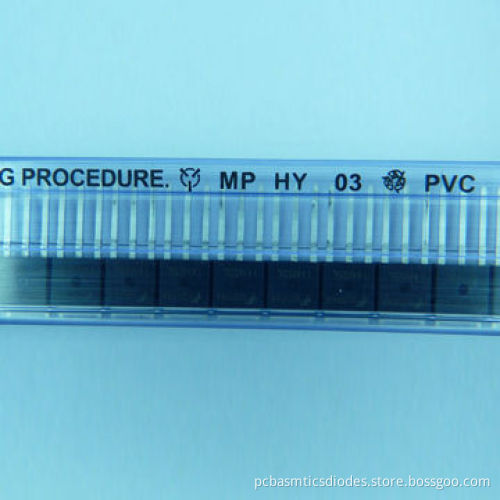 G PROCEDURE. MP HY 03 PVC
pcbasmticsdiodes.store.bossgoo.com